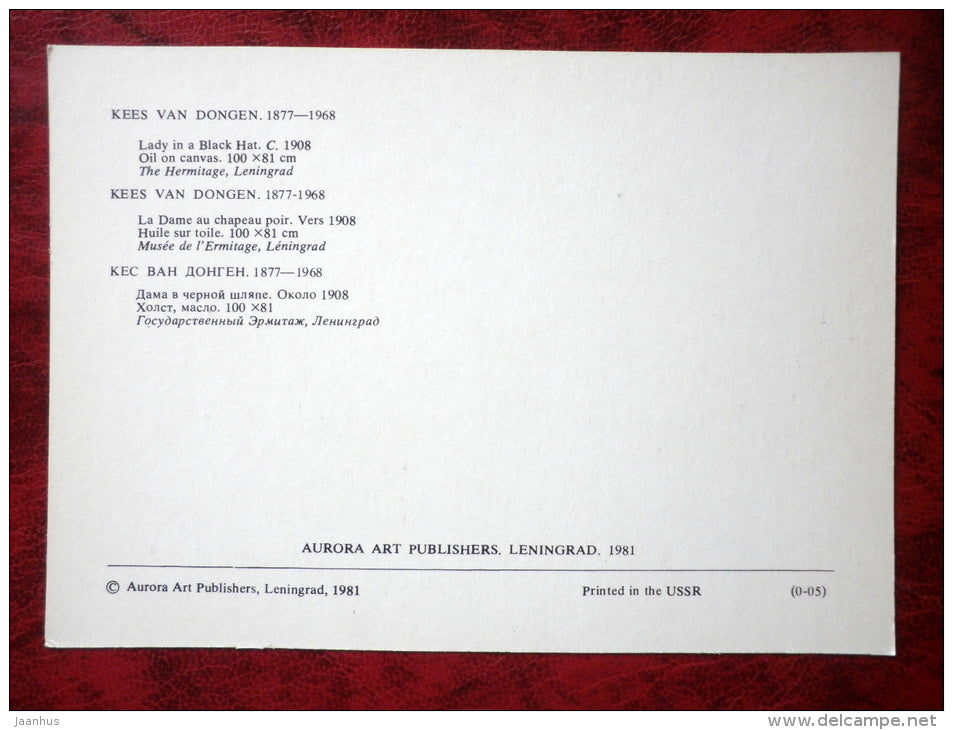 KEES VAN DONGEN. 1877—1968
Lady in a Black Hat. C. 1908
Oil on canvas. 100 ×81 cm
The Hermitage, Leningrad
KEES VAN DONGEN. 1877-1968
La Dame au chapeau poir. Vers 1908
Huile sur toile. 100 ×81 cm
Musée de l'Ermitage, Léningrad
КЕС ВАН ДОНГЕН. 1877—1968
Дама в черной шляпе. Около 1908
Холст, масло. 100 ×81
Государственный Эрмитаж, Ленинград
AURORA ART PUBLISHERS. LENINGRAD. 1981
© Aurora Art Publishers, Leningrad, 1981 Printed in the USSR (0-05)
jaanhus www.delcampe.net